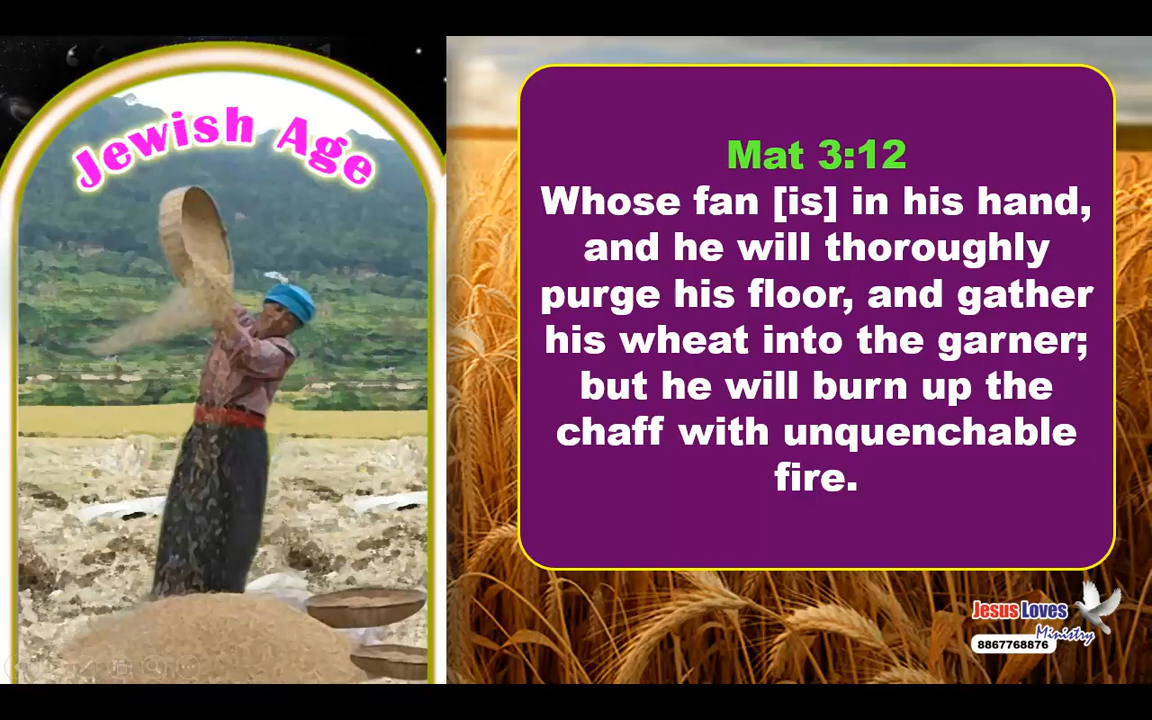 Jewish Age
Mat 3:12
Whose fan [is] in his hand,
and he will thoroughly
purge his floor, and gather
his wheat into the garner;
but he will burn up the
chaff with unquenchable
fire.
Jesus Loves
Ministry
8867768876